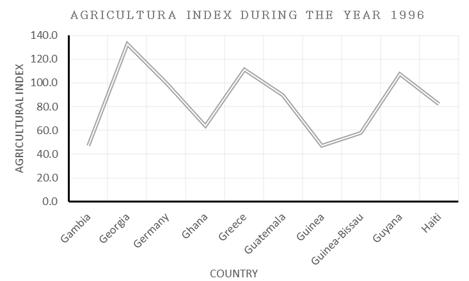 AGRICULTURA INDEX DURING THE YEAR 1996
140.0
120.0
100.0
80.0
60.0
40.0
20.0
0.0
AGRICULTURAL INDEX
Gambia
Georgia
Germany
Ghana
Greece
Guatemala
Guinea
Guinea-Bissau
Guyana
Haiti
COUNTRY